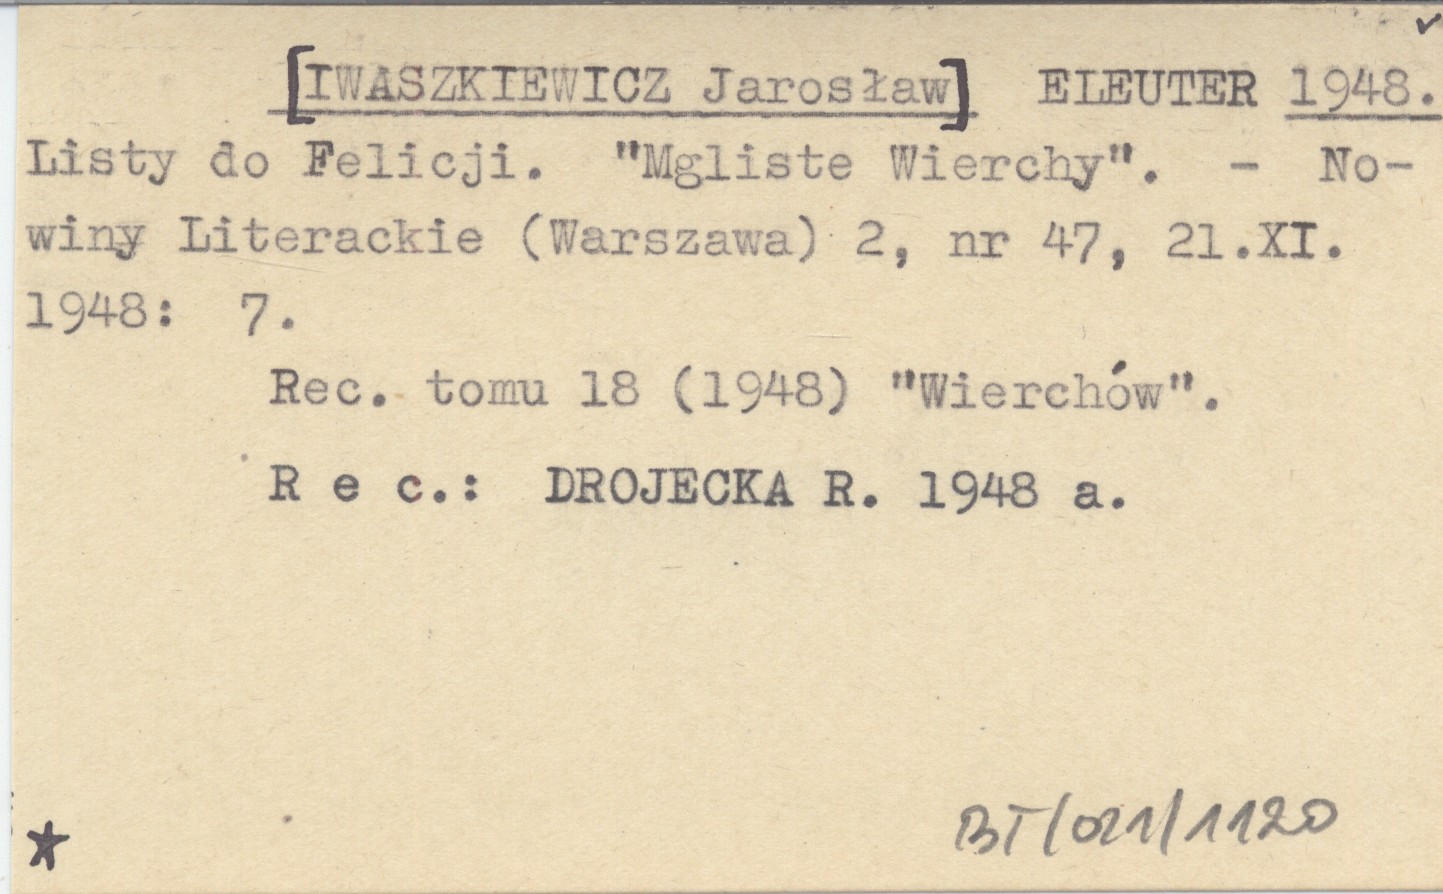 [IWASZKIEWICZ Jarosław] ELEUTER 1948.
Listy do Felicji. "Mgliste Wierchy". - No-
winy Literackie (Warszawa) 2, nr 47, 21.XI.
1948: 7.
Rec. tomu 18 (1948) "Wierchów".
R e c.: DROJECKA R. 1948 a.
BT/021/1120